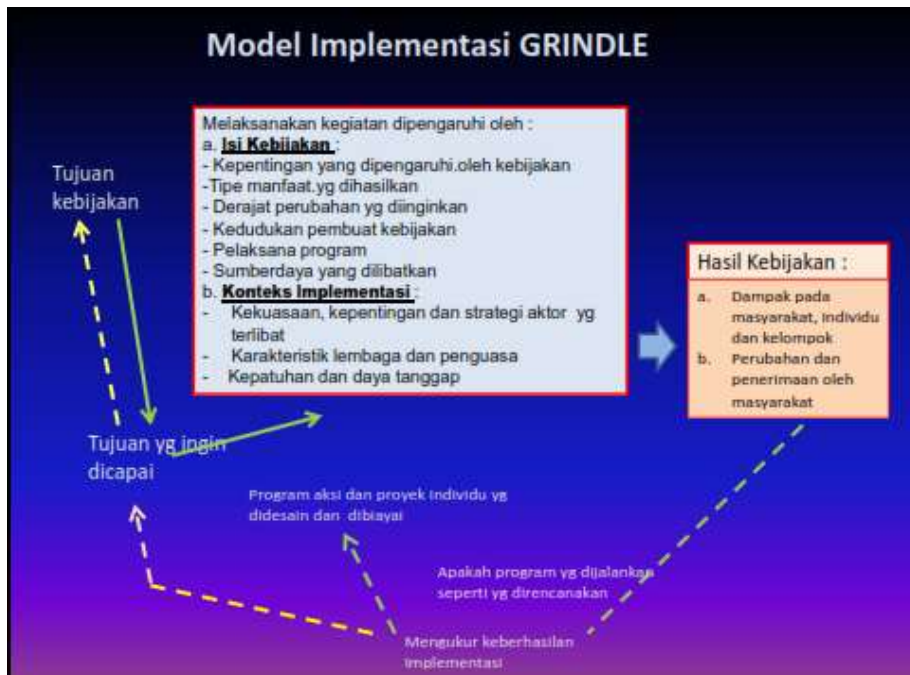 Model Implementasi GRINDLE
Melaksanakan kegiatan dipengaruhi oleh :
a. Isi Kebijakan :
- Kepentingan yang dipengaruhi.oleh kebijakan
-Tipe manfaat.yg dihasilkan
- Derajat perubahan yg diinginkan
- Kedudukan pembuat kebijakan
- Pelaksana program
- Sumberdaya yang dilibatkan
b. Konteks Implementasi :
- Kekuasaan, kepentingan dan strategi aktor yg
terlibat
- Karakteristik lembaga dan penguasa
- Kepatuhan dan daya tanggap
Tujuan
kebijakan
Hasil Kebijakan :
a. Dampak pada
masyarakat, individu
dan kelompok
b. Perubahan dan
penerimaan oleh
masyarakat
Tujuan yg ingin
dicapai
Program aksi dan proyek individu yg
didesain dan dibiayai
Apakah program yg dijalankan
seperti yg direncanakan
Mengukur keberhasilan
implementasi